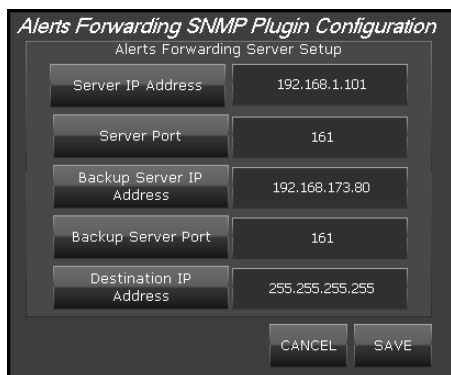 Alerts Forwarding SNMP Plugin Configuration
Alerts Forwarding Server Setup
Server IP Address
192.168.1.101
Server Port
161
Backup Server IP
Address
192.168.173.80
Backup Server Port
161
Destination IP
Address
255.255.255.255
CANCEL
SAVE